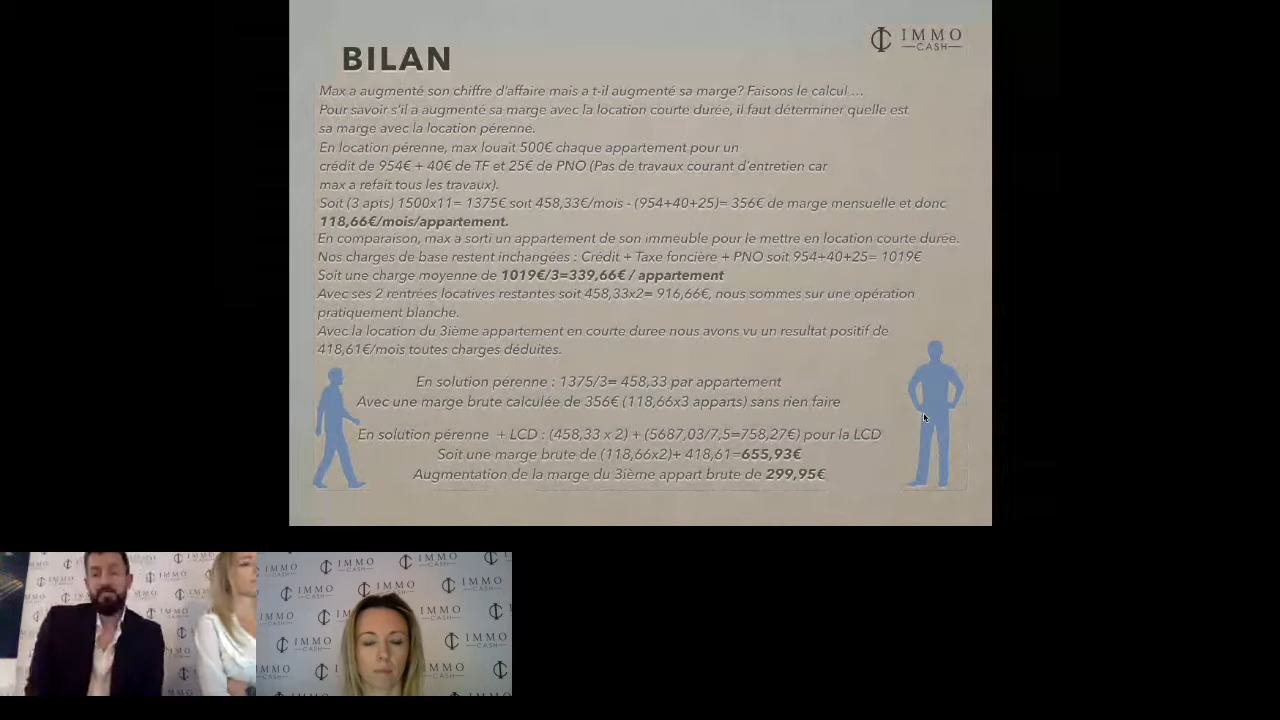 IMMO
CASH
BILAN
Max a augmenté son chiffre d'affaire mais a t-il augmenté sa marge? Faisons le calcul....
Pour savoir s'il a augmenté sa marge avec la location courte durée, il faut déterminer quelle est
sa marge avec la location pérenne.
En location pérenne, max louait 500€ chaque appartement pour un
crédit de 954€ + 40€ de TF et 25€ de PNO (Pas de travaux courant d'entretien car
max a refait tous les travaux).
Soit (3 apts) 1500x11= 1375€ soit 458,33€/mois - (954+40+25)= 356€ de marge mensuelle et donc
118,66€/mois/appartement.
En comparaison, max a sorti un appartement de son immeuble pour le mettre en location courte durée.
Nos charges de base restent inchangées : Crédit + Taxe foncière + PNO soit 954+40+25= 1019€
Soit une charge moyenne de 1019€/3=339,66€ / appartement
Avec ses 2 rentrées locatives restantes soit 458,33x2= 916,66€, nous sommes sur une opération
pratiquement blanche.
Avec la location du 3ième appartement en courte duree nous avons vu un resultat positif de
418,61€/mois toutes charges déduites.
En solution pérenne : 1375/3= 458,33 par appartement
Avec une marge brute calculée de 356€ (118,66x3 apparts) sans rien faire
En solution pérenne + LCD : (458,33 x 2) + (5687,03/7,5=758,27€) pour la LCD
Soit une marge brute de (118,66x2)+ 418,61=655,93€
Augmentation de la marge du 3ième appart brute de 299,95€
IMMO
CASH